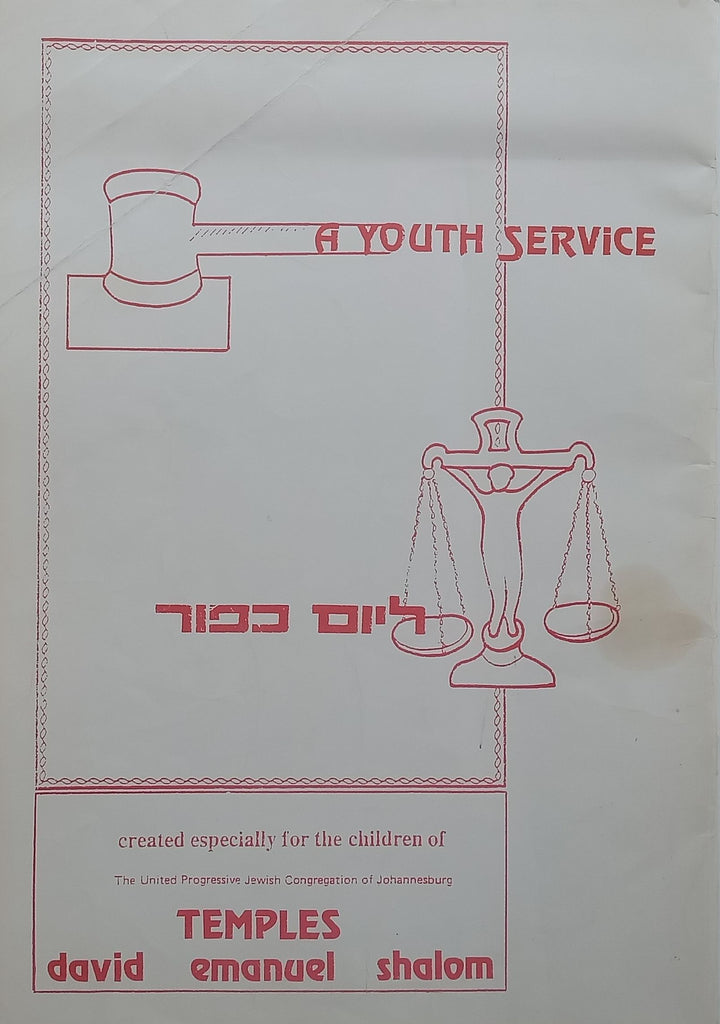 A YOUTH SERVICE
ליום כפור
created especially for the children of
The United Progressive Jewish Congregation of Johannesburg
TEMPLES
david emanuel shalom